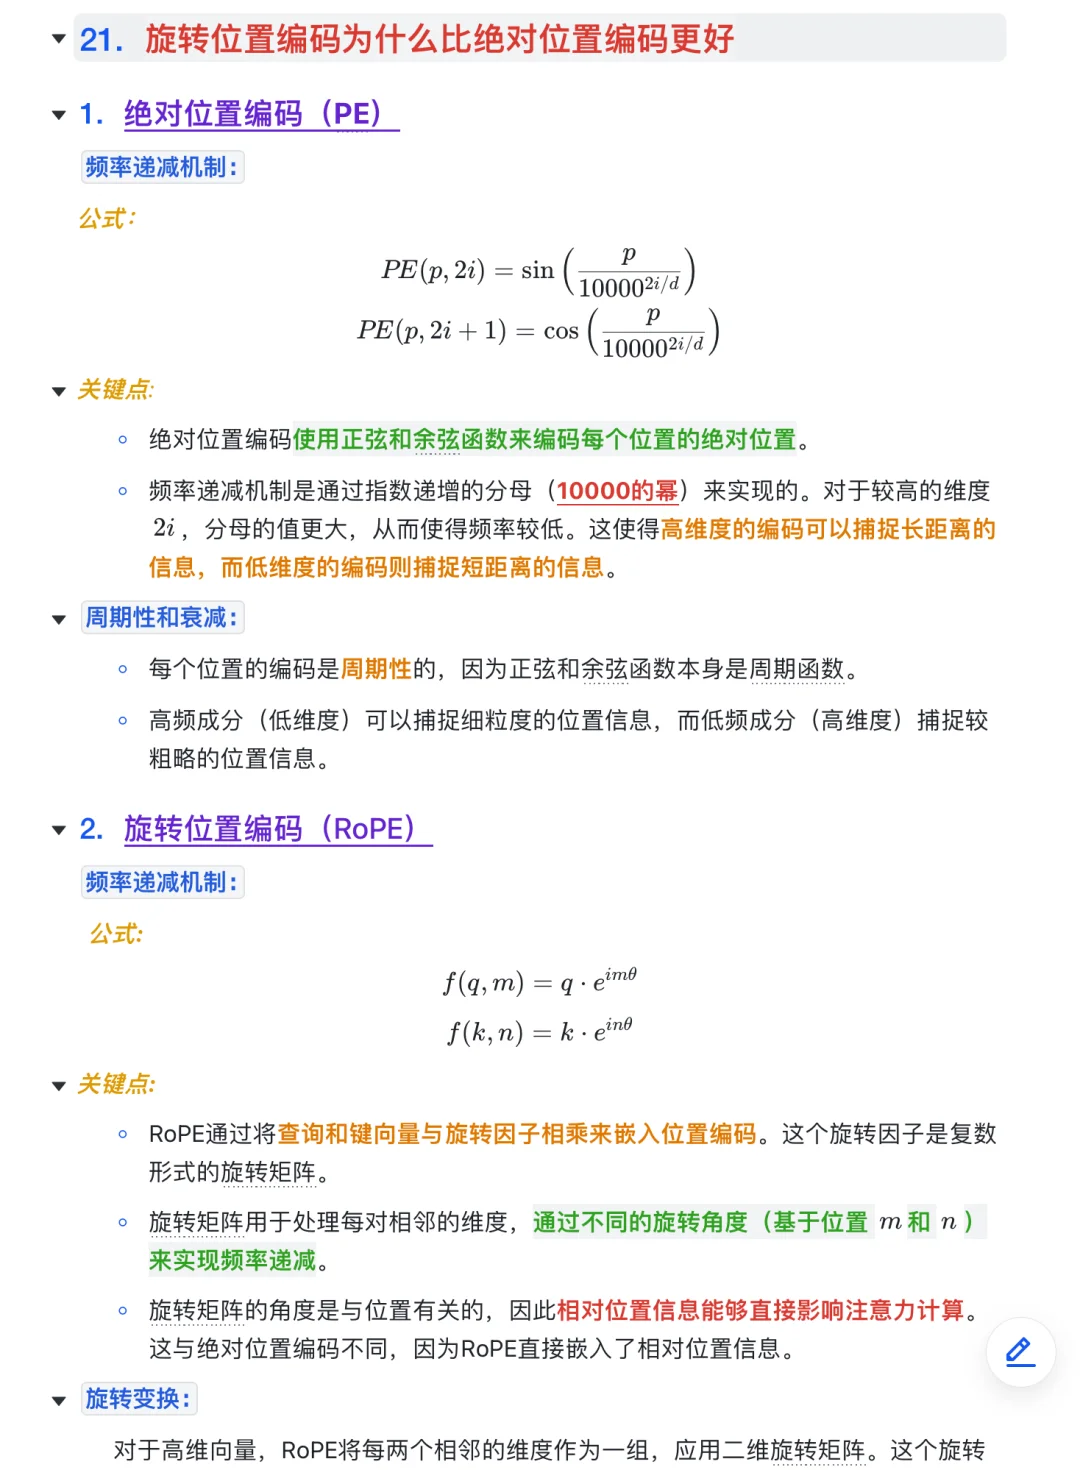 21. 旋转位置编码为什么比绝对位置编码更好
1. 绝对位置编码（PE）
频率递减机制：
公式：
PE(p, 2i) = sin(p / 10000^{2i/d})
PE(p, 2i + 1) = cos(p / 10000^{2i/d})
关键点:
绝对位置编码使用正弦和余弦函数来编码每个位置的绝对位置。
频率递减机制是通过指数递增的分母（10000的幂）来实现的。对于较高的维度
2i，分母的值更大，从而使得频率较低。这使得高维度的编码可以捕捉长距离的
信息，而低维度的编码则捕捉短距离的信息。
周期性和衰减：
每个位置的编码是周期性的，因为正弦和余弦函数本身是周期函数。
高频成分（低维度）可以捕捉细粒度的位置信息，而低频成分（高维度）捕捉较
粗略的位置信息。
2. 旋转位置编码（RoPE）
频率递减机制：
公式:
f(q, m) = q · e^{imθ}
f(k, n) = k · e^{inθ}
关键点:
RoPE通过将查询和键向量与旋转因子相乘来嵌入位置编码。这个旋转因子是复数
形式的旋转矩阵。
旋转矩阵用于处理每对相邻的维度，通过不同的旋转角度（基于位置 m 和 n ）
来实现频率递减。
旋转矩阵的角度是与位置有关的，因此相对位置信息能够直接影响注意力计算。
这与绝对位置编码不同，因为RoPE直接嵌入了相对位置信息。
旋转变换：
对于高维向量，RoPE将每两个相邻的维度作为一组，应用二维旋转矩阵。这个旋转